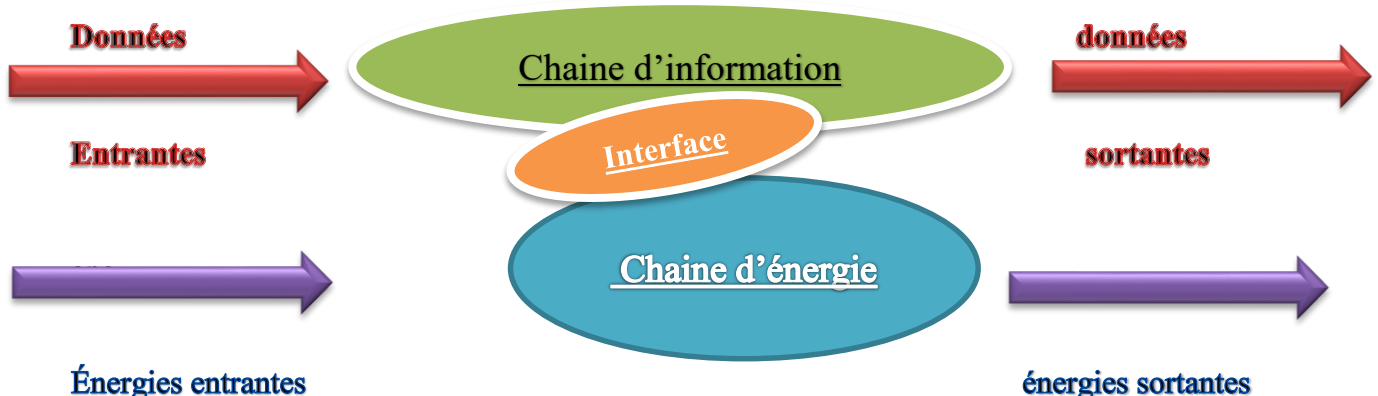 Données
données
Chaine d’information
Interface
Entrantes
sortantes
Chaine d’énergie
Énergies entrantes
énergies sortantes